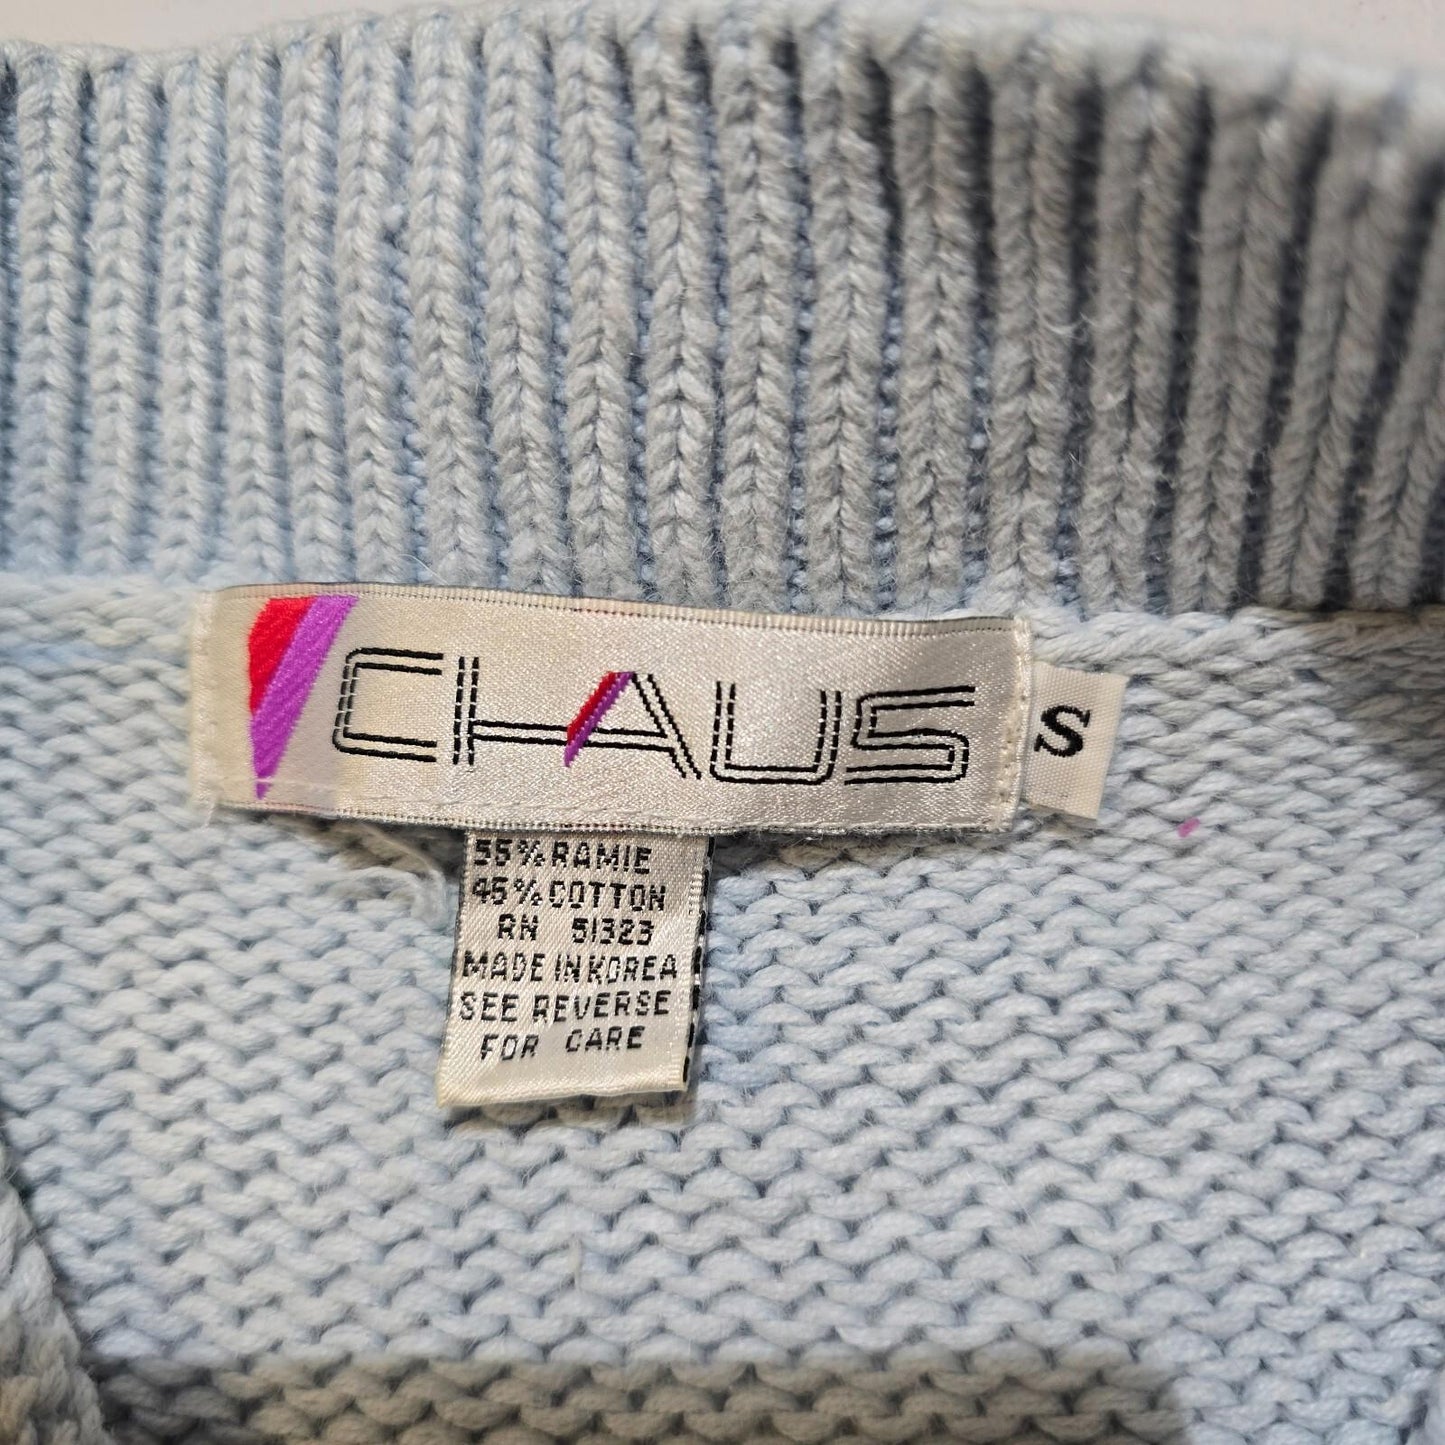 CHAUS
S
55% RAMIE
45% COTTON
RN 51323
MADE IN KOREA
SEE REVERSE
FOR CARE